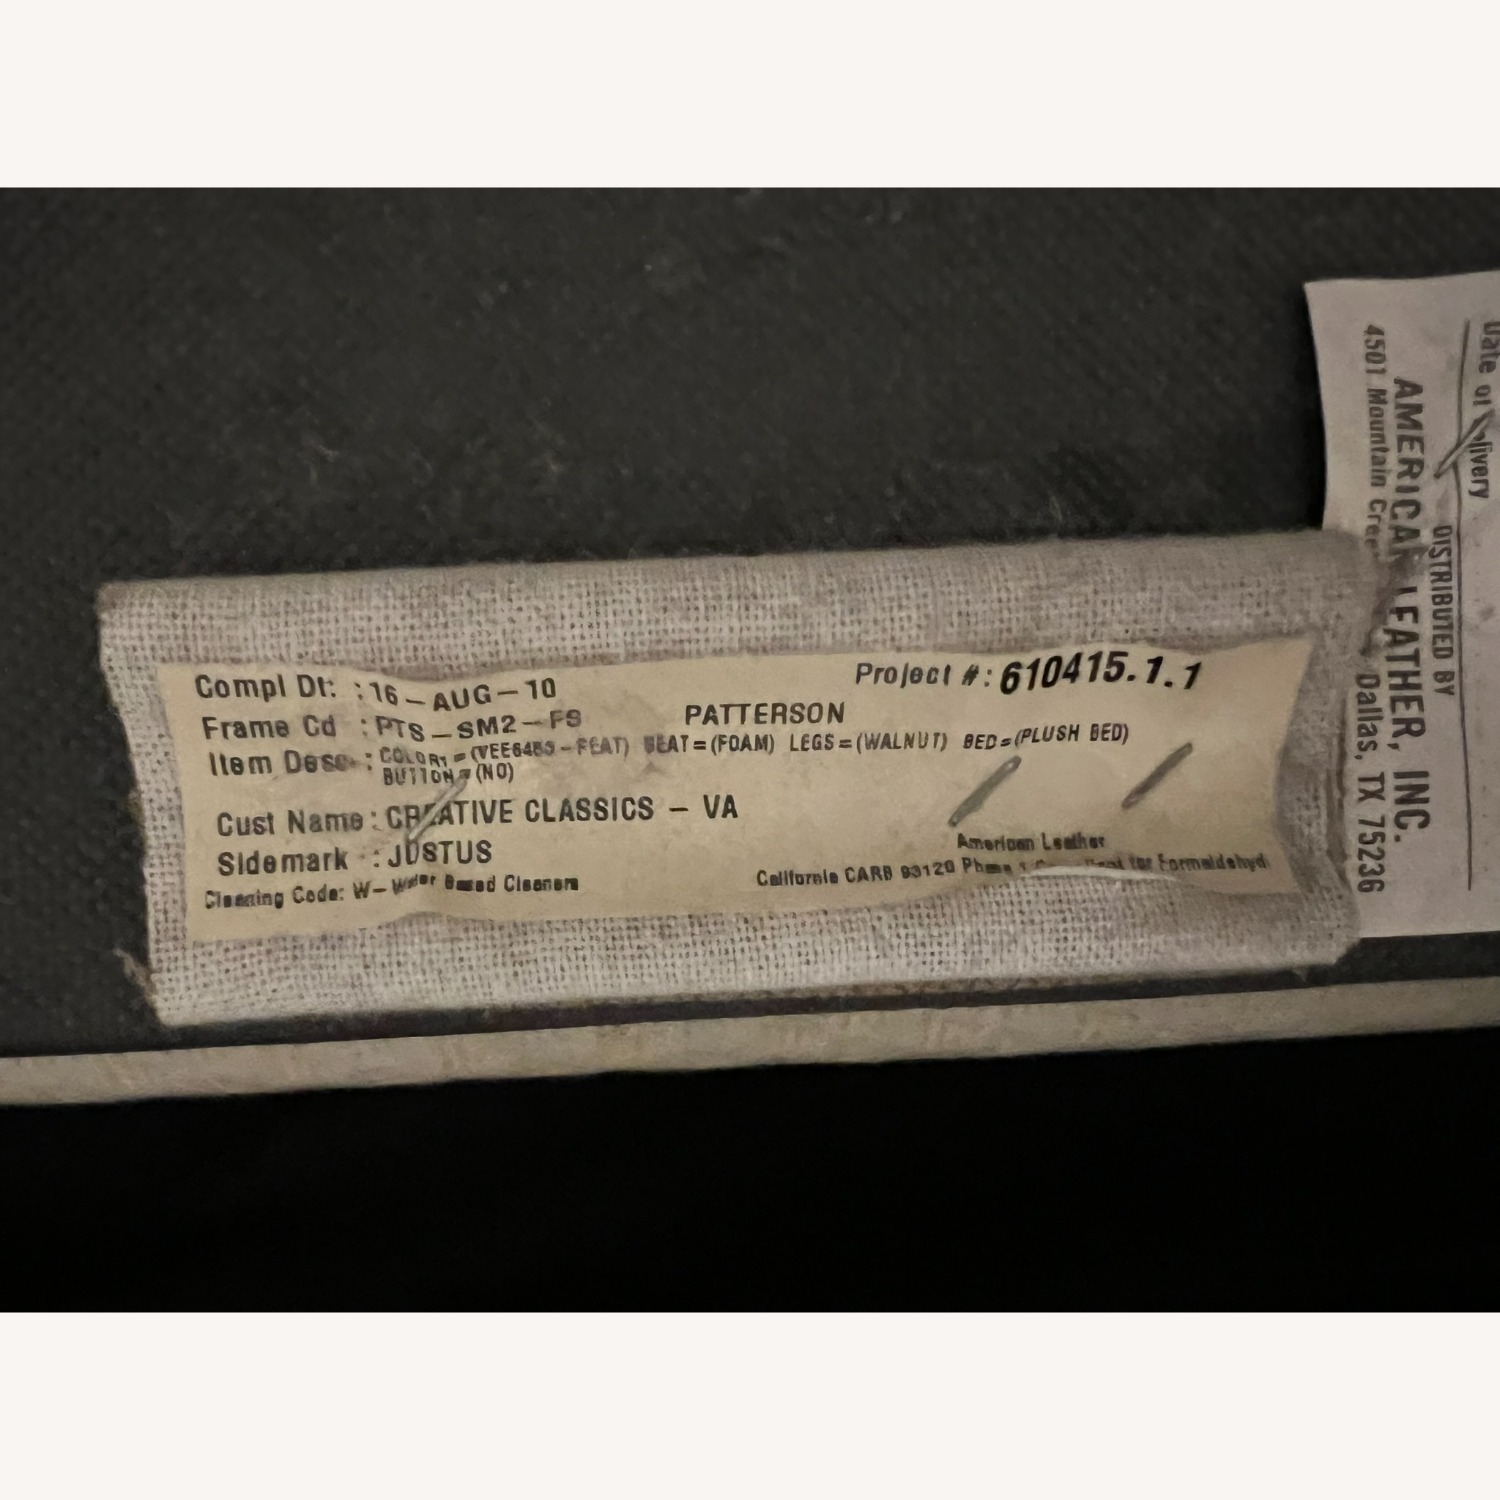 Compl Dt: : 16-AUG-10
Project #: 610415.1.1
Frame Cd : PTS-SM2-FS
PATTERSON
Item Desc : COLOR1=( SEAT=(FOAM) LEGS=(WALNUT) BED=(PLUSH BED)
BUTTON=(NO)
Cust Name: CREATIVE CLASSICS - VA
Sidemark : JUSTUS
American Leather
Cleaning Code: W-Water Based Cleaners
California CARB 93120 Phase for Formaldehyd
Date of Delivery
DISTRIBUTED BY
AMERICAN LEATHER, INC.
4501 Mountain Creek Dallas, TX 75236